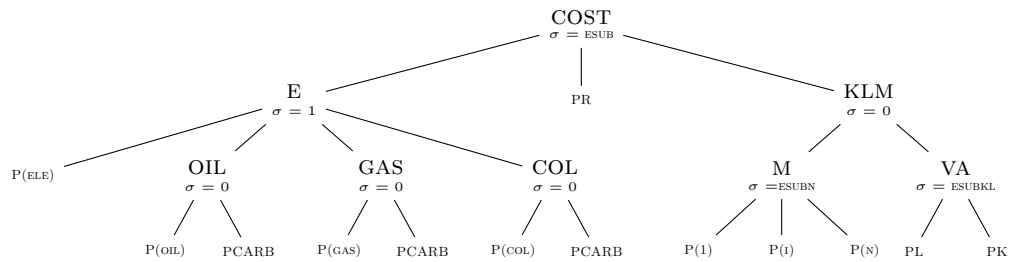 COST
σ = ESUB
E
σ = 1
PR
KLM
σ = 0
P(ELE)
OIL
σ = 0
GAS
σ = 0
COL
σ = 0
M
σ =ESUBN
VA
σ = ESUBKL
P(OIL)
PCARB
P(GAS)
PCARB
P(COL)
PCARB
P(1)
P(I)
P(N)
PL
PK